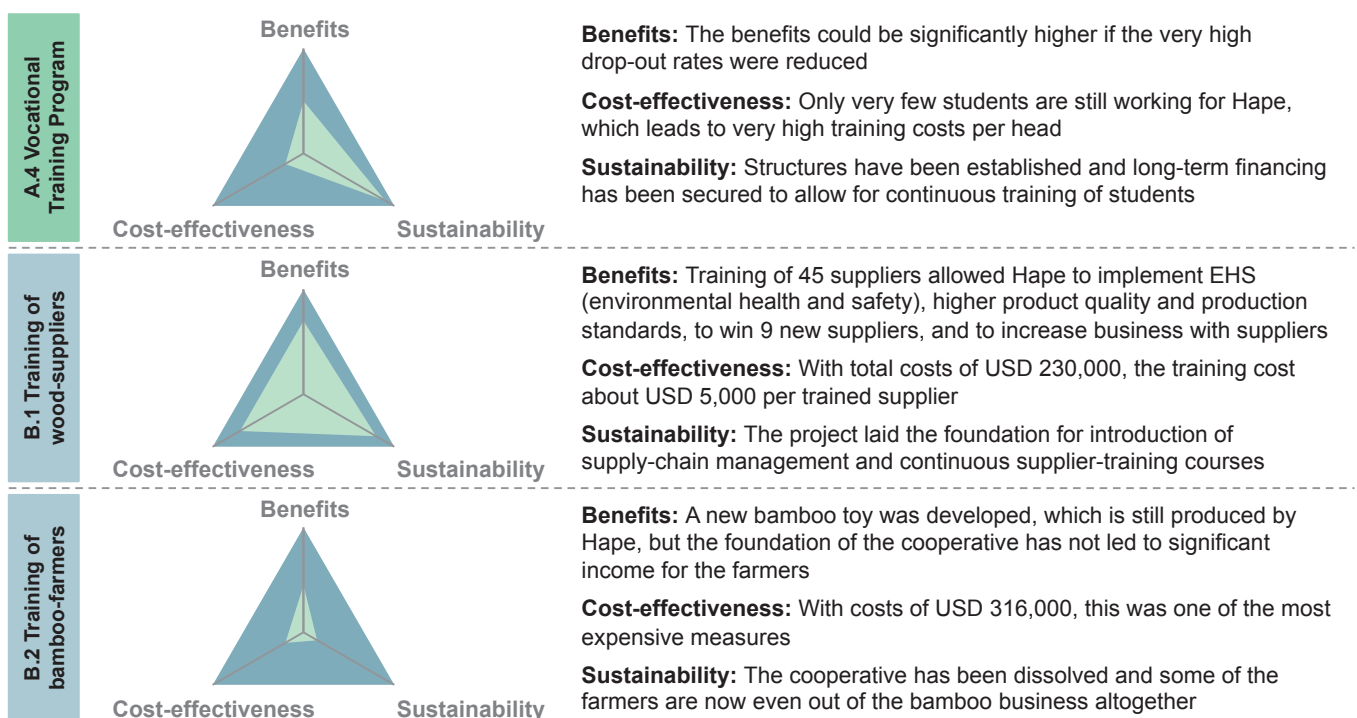 A.4 Vocational
Training Program
Benefits
Cost-effectiveness
Sustainability
Benefits: The benefits could be significantly higher if the very high
drop-out rates were reduced
Cost-effectiveness: Only very few students are still working for Hape,
which leads to very high training costs per head
Sustainability: Structures have been established and long-term financing
has been secured to allow for continuous training of students
B.1 Training of
wood-suppliers
Benefits
Cost-effectiveness
Sustainability
Benefits: Training of 45 suppliers allowed Hape to implement EHS
(environmental health and safety), higher product quality and production
standards, to win 9 new suppliers, and to increase business with suppliers
Cost-effectiveness: With total costs of USD 230,000, the training cost
about USD 5,000 per trained supplier
Sustainability: The project laid the foundation for introduction of
supply-chain management and continuous supplier-training courses
B.2 Training of
bamboo-farmers
Benefits
Cost-effectiveness
Sustainability
Benefits: A new bamboo toy was developed, which is still produced by
Hape, but the foundation of the cooperative has not led to significant
income for the farmers
Cost-effectiveness: With costs of USD 316,000, this was one of the most
expensive measures
Sustainability: The cooperative has been dissolved and some of the
farmers are now even out of the bamboo business altogether